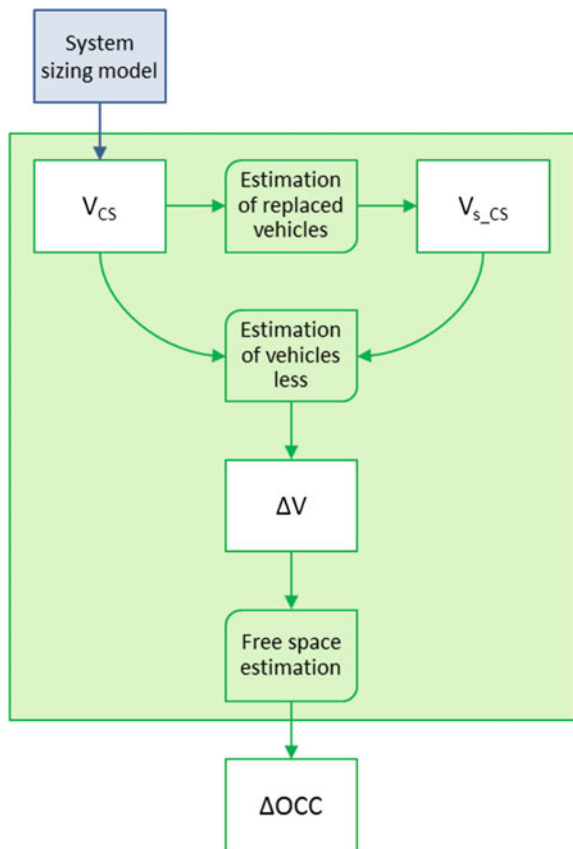 System
sizing model
V_CS
Estimation
of replaced
vehicles
V_s_CS
Estimation
of vehicles
less
ΔV
Free space
estimation
ΔOCC